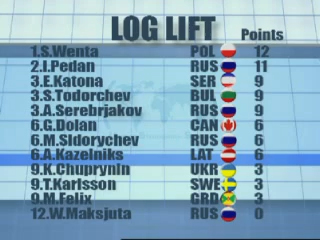 LOG LIFT Points
1.S.Wenta POL 12
2.I.Pedan RUS 11
3.E.Katona SER 9
3.S.Todorchev BUL 9
3.A.Serebrjakov RUS 9
6.G.Dolan CAN 6
6.M.SIdorychev RUS 6
6.A.Kazelniks LAT 6
9.K.Chuprynin UKR 3
9.T.Karlsson SWE 3
9.M.Felix GRD 3
12.W.Maksjuta RUS 0